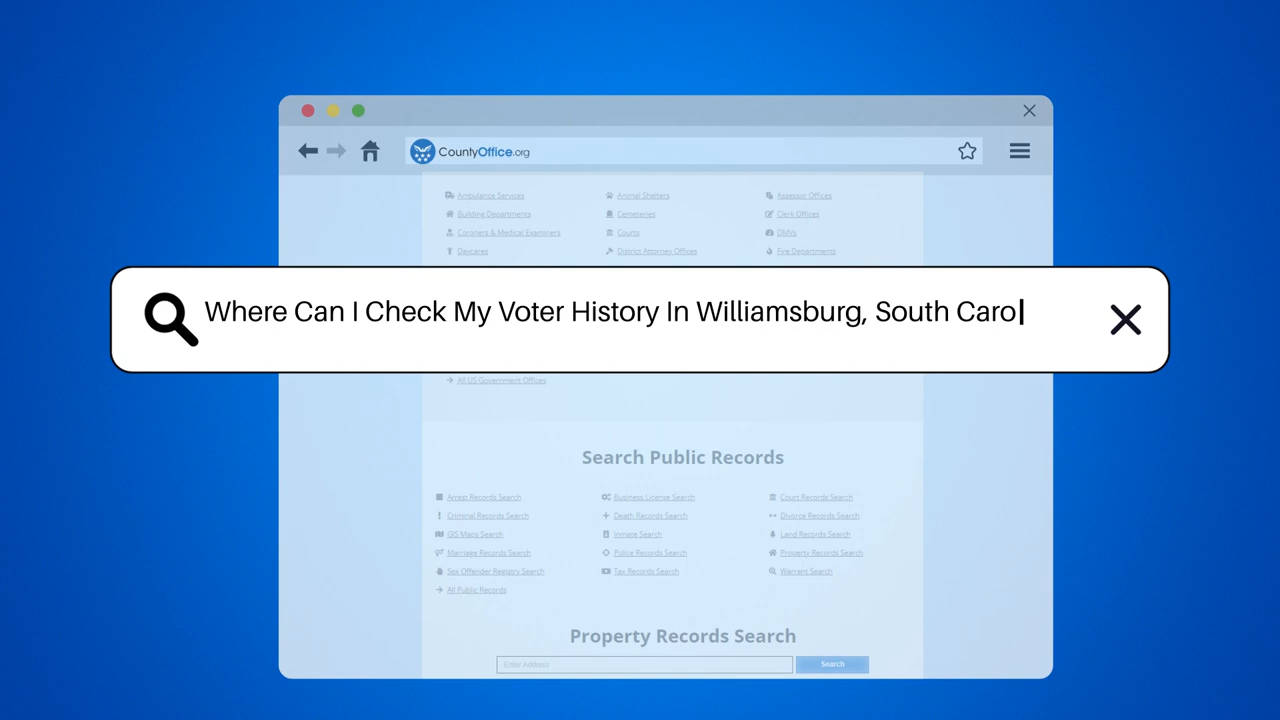 CountyOffice.org
Ambulance Services Animal Shelters Assessor Offices
Building Departments Cemeteries Clerk Offices
Coroners & Medical Examiners Courts DMVs
Daycares District Attorney Offices Fire Departments
Where Can I Check My Voter History In Williamsburg, South Caro
All US Government Offices
Search Public Records
Arrest Records Search Business License Search Court Records Search
Criminal Records Search Death Records Search Divorce Records Search
GIS Maps Search Inmate Search Land Records Search
Marriage Records Search Police Records Search Property Records Search
Sex Offender Registry Search Tax Records Search Warrant Search
All Public Records
Property Records Search
Enter Address Search